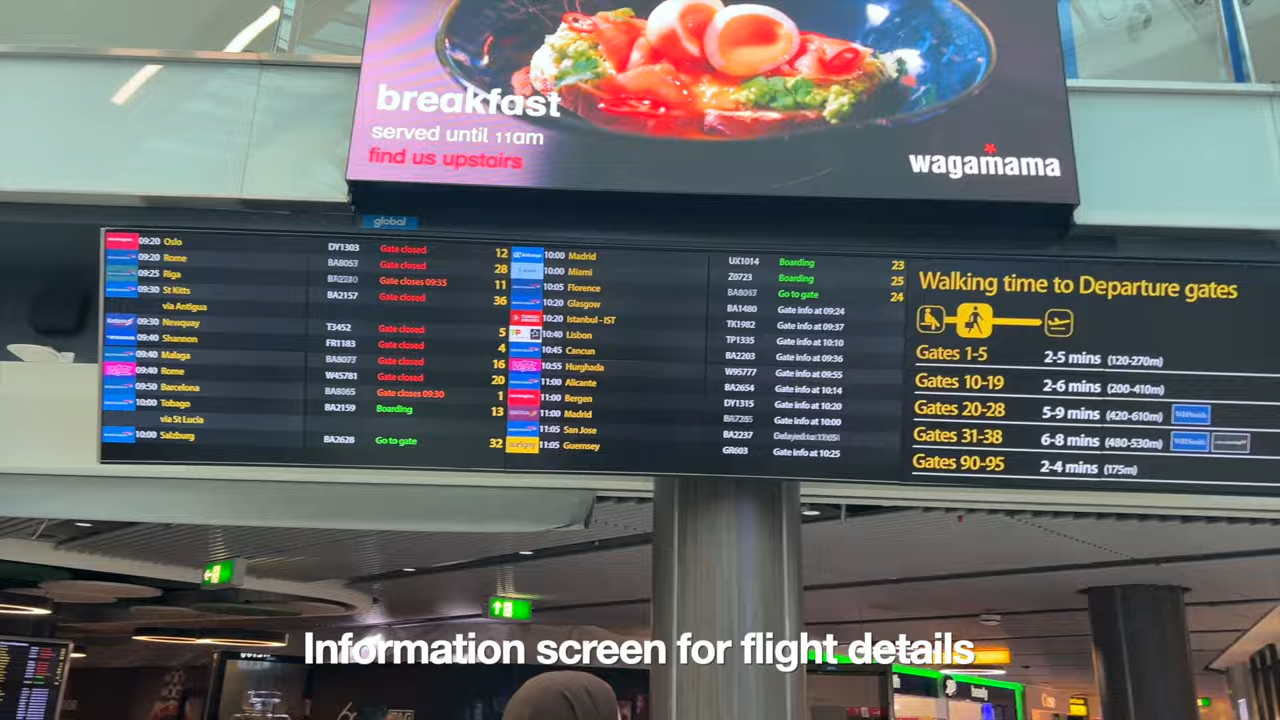 breakfast
served until 11am
find us upstairs
wagamama
global
09:20 Oslo DY1303 Gate closed 12
09:20 Rome BA8057 Gate closed 28
09:25 Riga BA2280 Gate closes 09:35 11
09:30 St Kitts BA2157 Gate closed 36
via Antigua
09:30 Newquay T3452 Gate closed 5
09:40 Shannon FR1183 Gate closed 4
09:40 Malaga BA8073 Gate closed 16
09:40 Rome W45781 Gate closed 20
09:50 Barcelona BA8065 Gate closes 09:30 1
10:00 Tobago BA2159 Boarding 13
via St Lucia
10:00 Salzburg BA2628 Go to gate 32
10:00 Madrid UX1014 Boarding 23
10:00 Miami Z0723 Boarding 25
10:05 Florence BA8047 Go to gate 24
10:20 Glasgow BA1480 Gate info at 09:24
10:20 Istanbul - IST TK1982 Gate info at 09:37
10:40 Lisbon TP1335 Gate info at 10:10
10:45 Cancun BA2203 Gate info at 09:36
10:55 Hurghada W95777 Gate info at 09:55
11:00 Alicante BA2654 Gate info at 10:14
11:00 Bergen DY1315 Gate info at 10:20
11:00 Madrid BA7285 Gate info at 10:00
11:05 San Jose BA2237 Delayed to
11:05 Guernsey GR603 Gate info at 10:25
Walking time to Departure gates
Gates 1-5 2-5 mins (120-270m)
Gates 10-19 2-6 mins (200-410m)
Gates 20-28 5-9 mins (420-610m) WHSmith
Gates 31-38 6-8 mins (480-530m) WHSmith
Gates 90-95 2-4 mins (175m)
Information screen for flight details